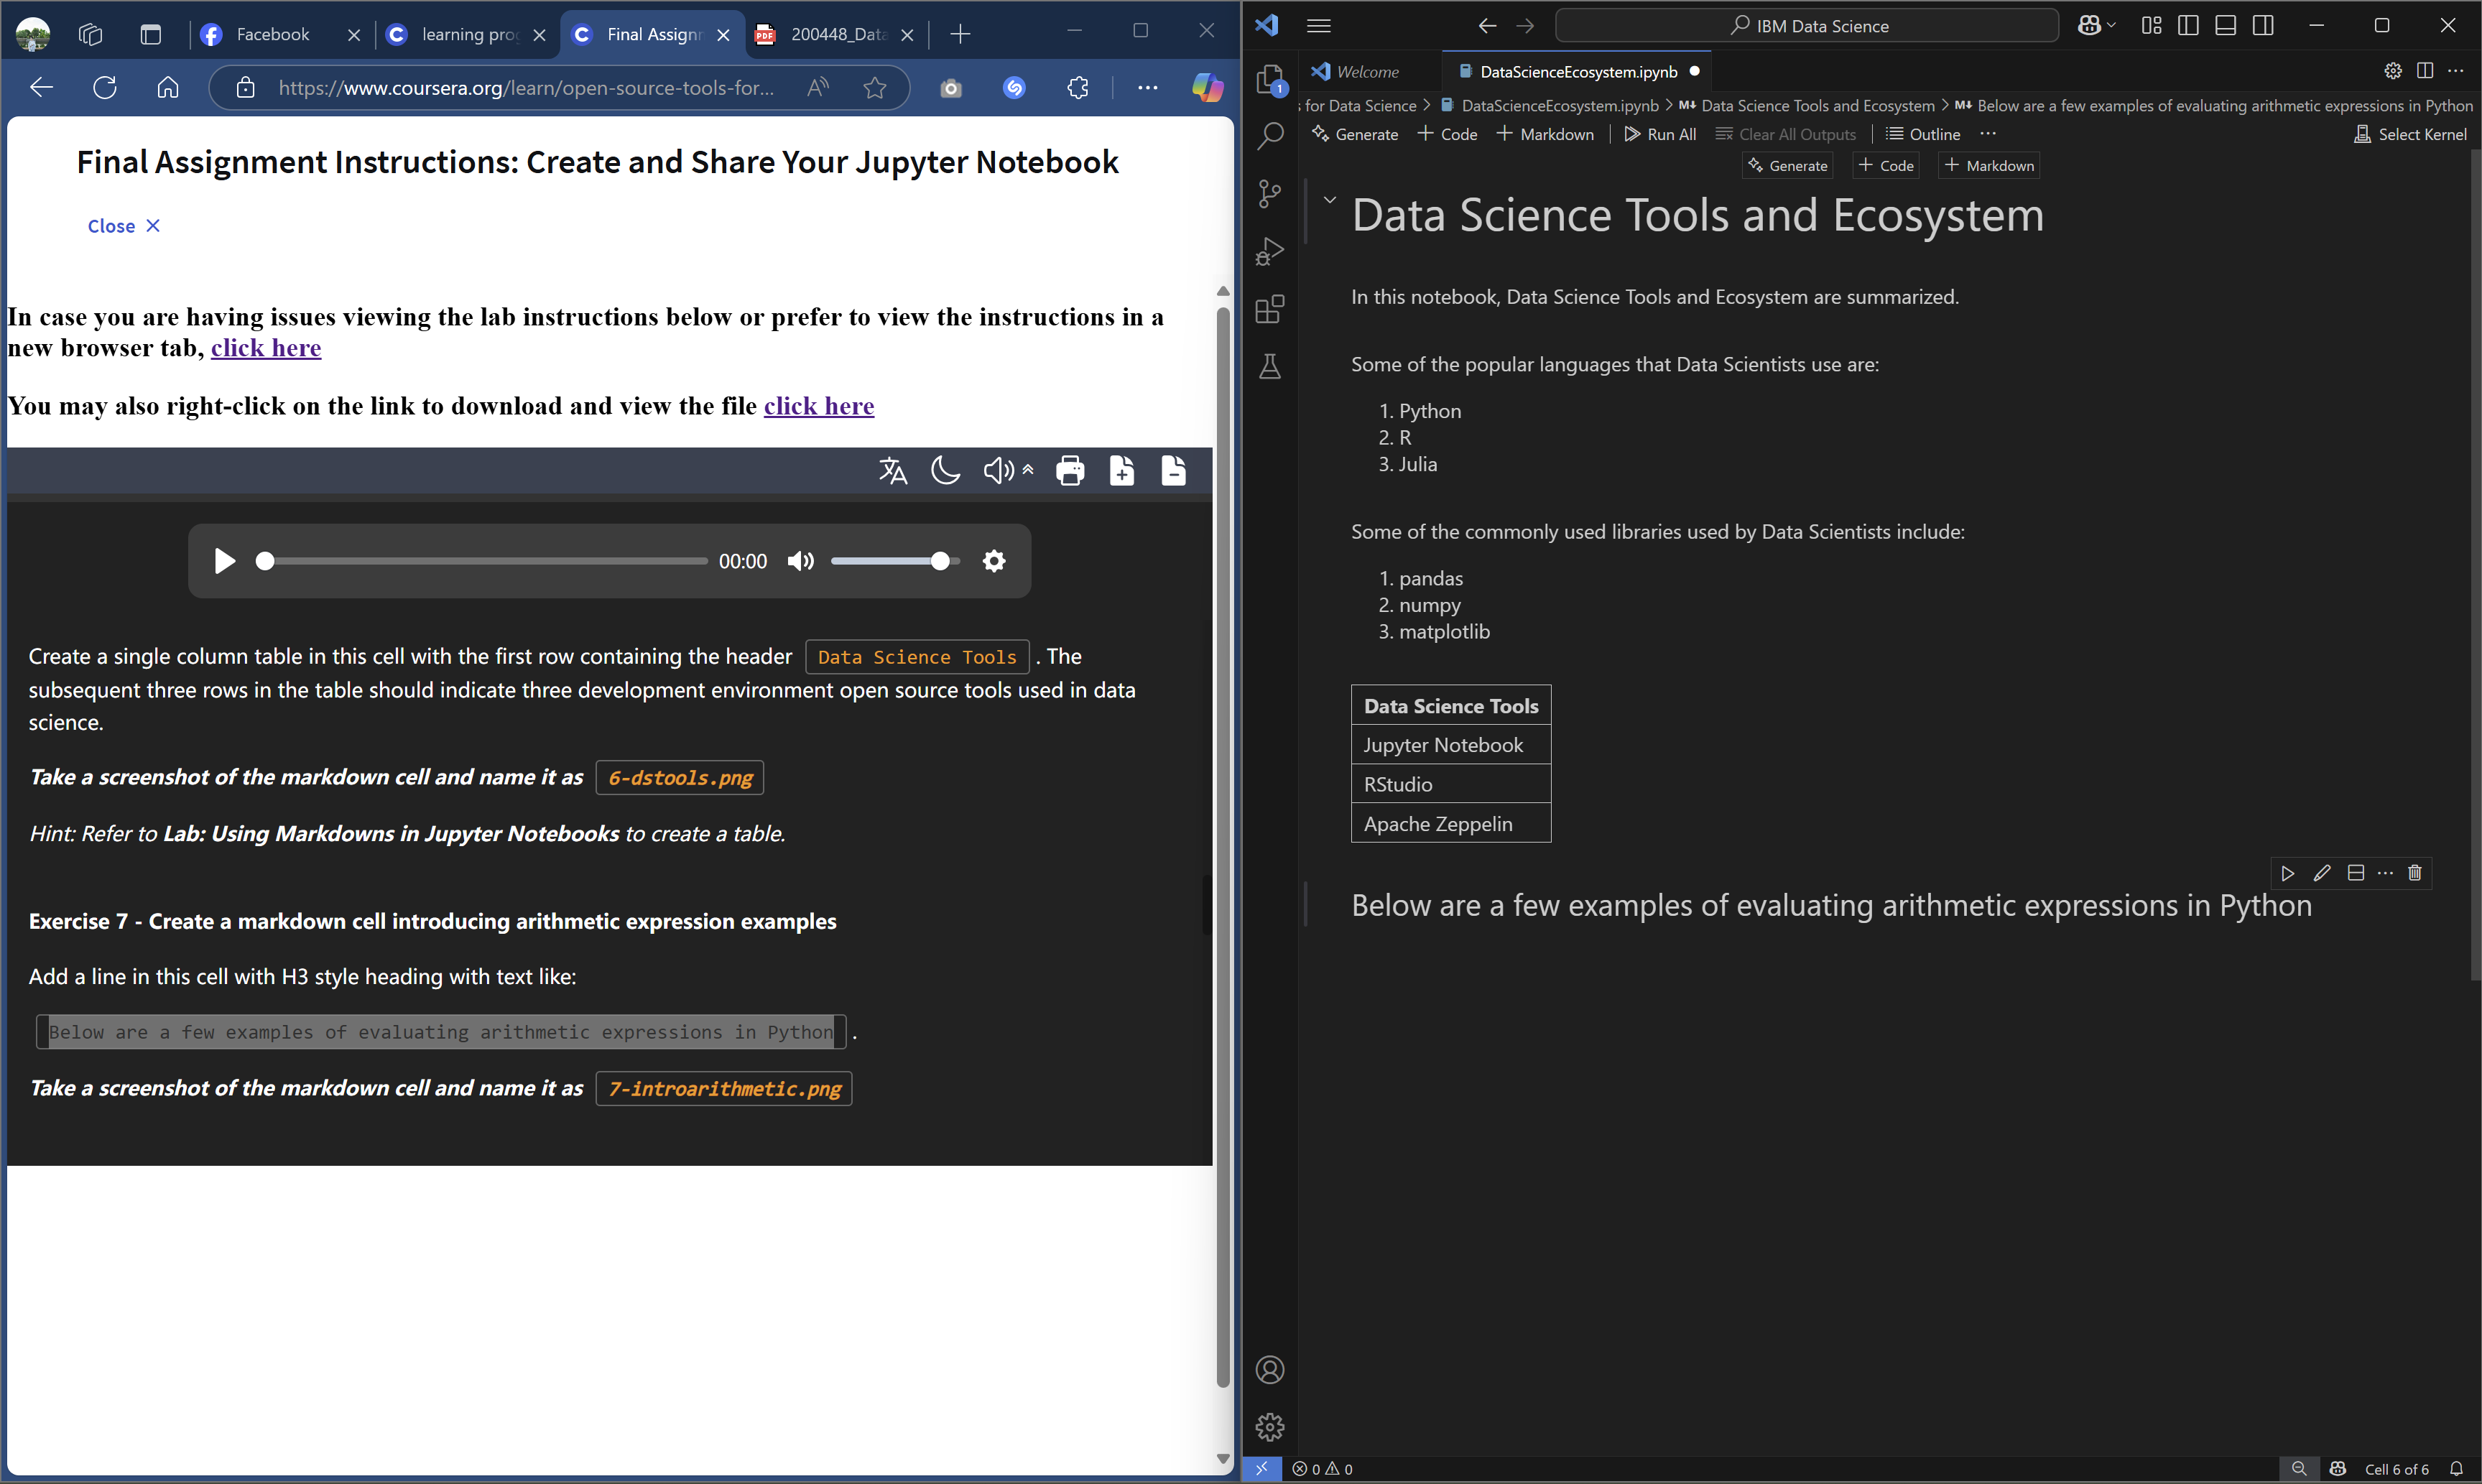 Facebook
learning prog
Final Assignn
200448_Data
https://www.coursera.org/learn/open-source-tools-for...
Final Assignment Instructions: Create and Share Your Jupyter Notebook
Close
In case you are having issues viewing the lab instructions below or prefer to view the instructions in a
new browser tab, click here
You may also right-click on the link to download and view the file click here
00:00
Create a single column table in this cell with the first row containing the header Data Science Tools . The
subsequent three rows in the table should indicate three development environment open source tools used in data
science.
Take a screenshot of the markdown cell and name it as 6-dstools.png
Hint: Refer to Lab: Using Markdowns in Jupyter Notebooks to create a table.
Exercise 7 - Create a markdown cell introducing arithmetic expression examples
Add a line in this cell with H3 style heading with text like:
Below are a few examples of evaluating arithmetic expressions in Python .
Take a screenshot of the markdown cell and name it as 7-introarithmetic.png
IBM Data Science
Welcome
DataScienceEcosystem.ipynb
s for Data Science > DataScienceEcosystem.ipynb > M↓ Data Science Tools and Ecosystem > M↓ Below are a few examples of evaluating arithmetic expressions in Python
Generate + Code + Markdown Run All Clear All Outputs Outline ... Select Kernel
Generate + Code + Markdown
Data Science Tools and Ecosystem
In this notebook, Data Science Tools and Ecosystem are summarized.
Some of the popular languages that Data Scientists use are:
1. Python
2. R
3. Julia
Some of the commonly used libraries used by Data Scientists include:
1. pandas
2. numpy
3. matplotlib
Data Science Tools
Jupyter Notebook
RStudio
Apache Zeppelin
Below are a few examples of evaluating arithmetic expressions in Python
1
0 0
Cell 6 of 6